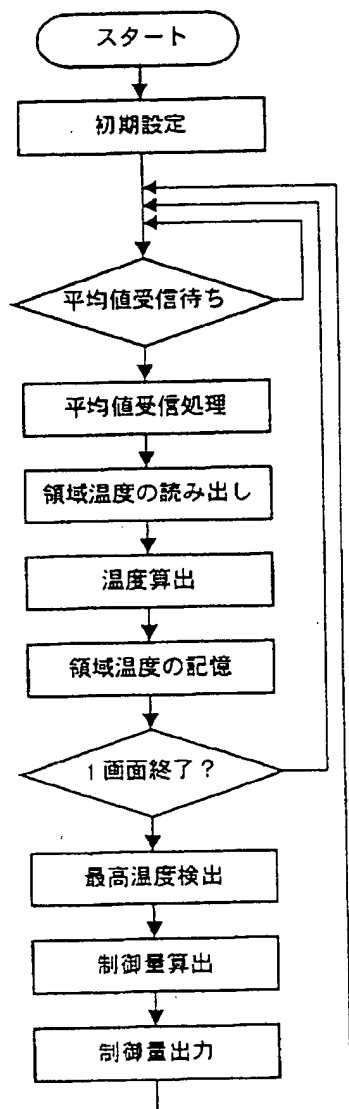 スタート
初期設定
平均値受信待ち
平均値受信処理
領域温度の読み出し
温度算出
領域温度の記憶
1画面終了?
最高温度検出
制御量算出
制御量出力